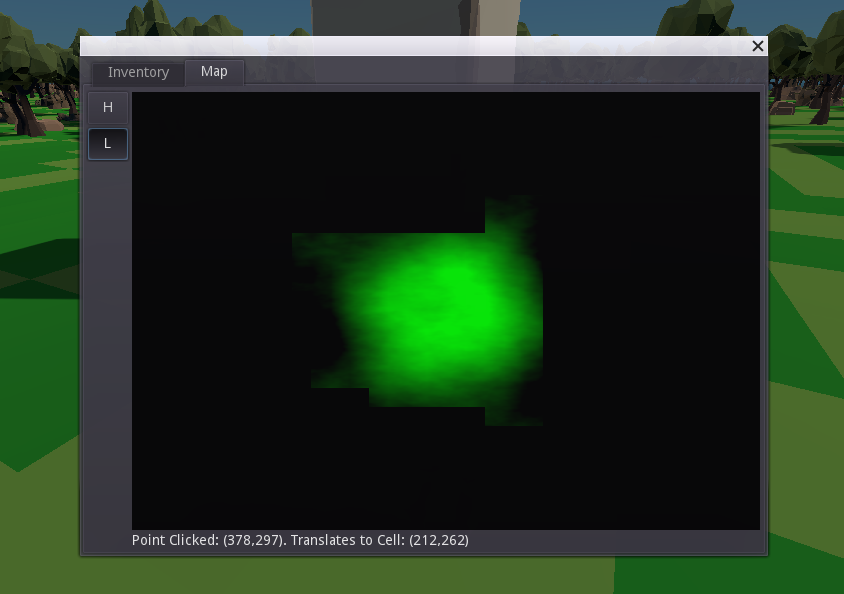 Inventory Map
H
L
Point Clicked: (378,297). Translates to Cell: (212,262)